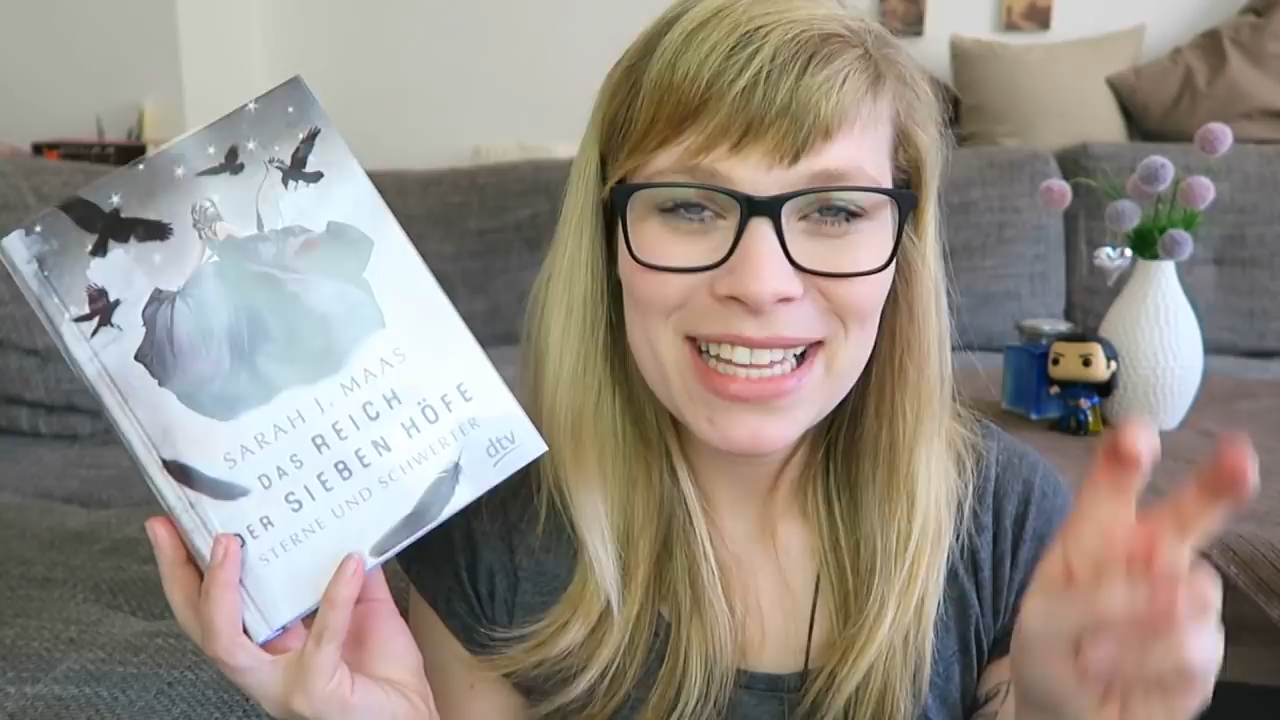 SARAH J. MAAS
DAS REICH
DER SIEBEN HÖFE
STERNE UND SCHWERTER
dtv